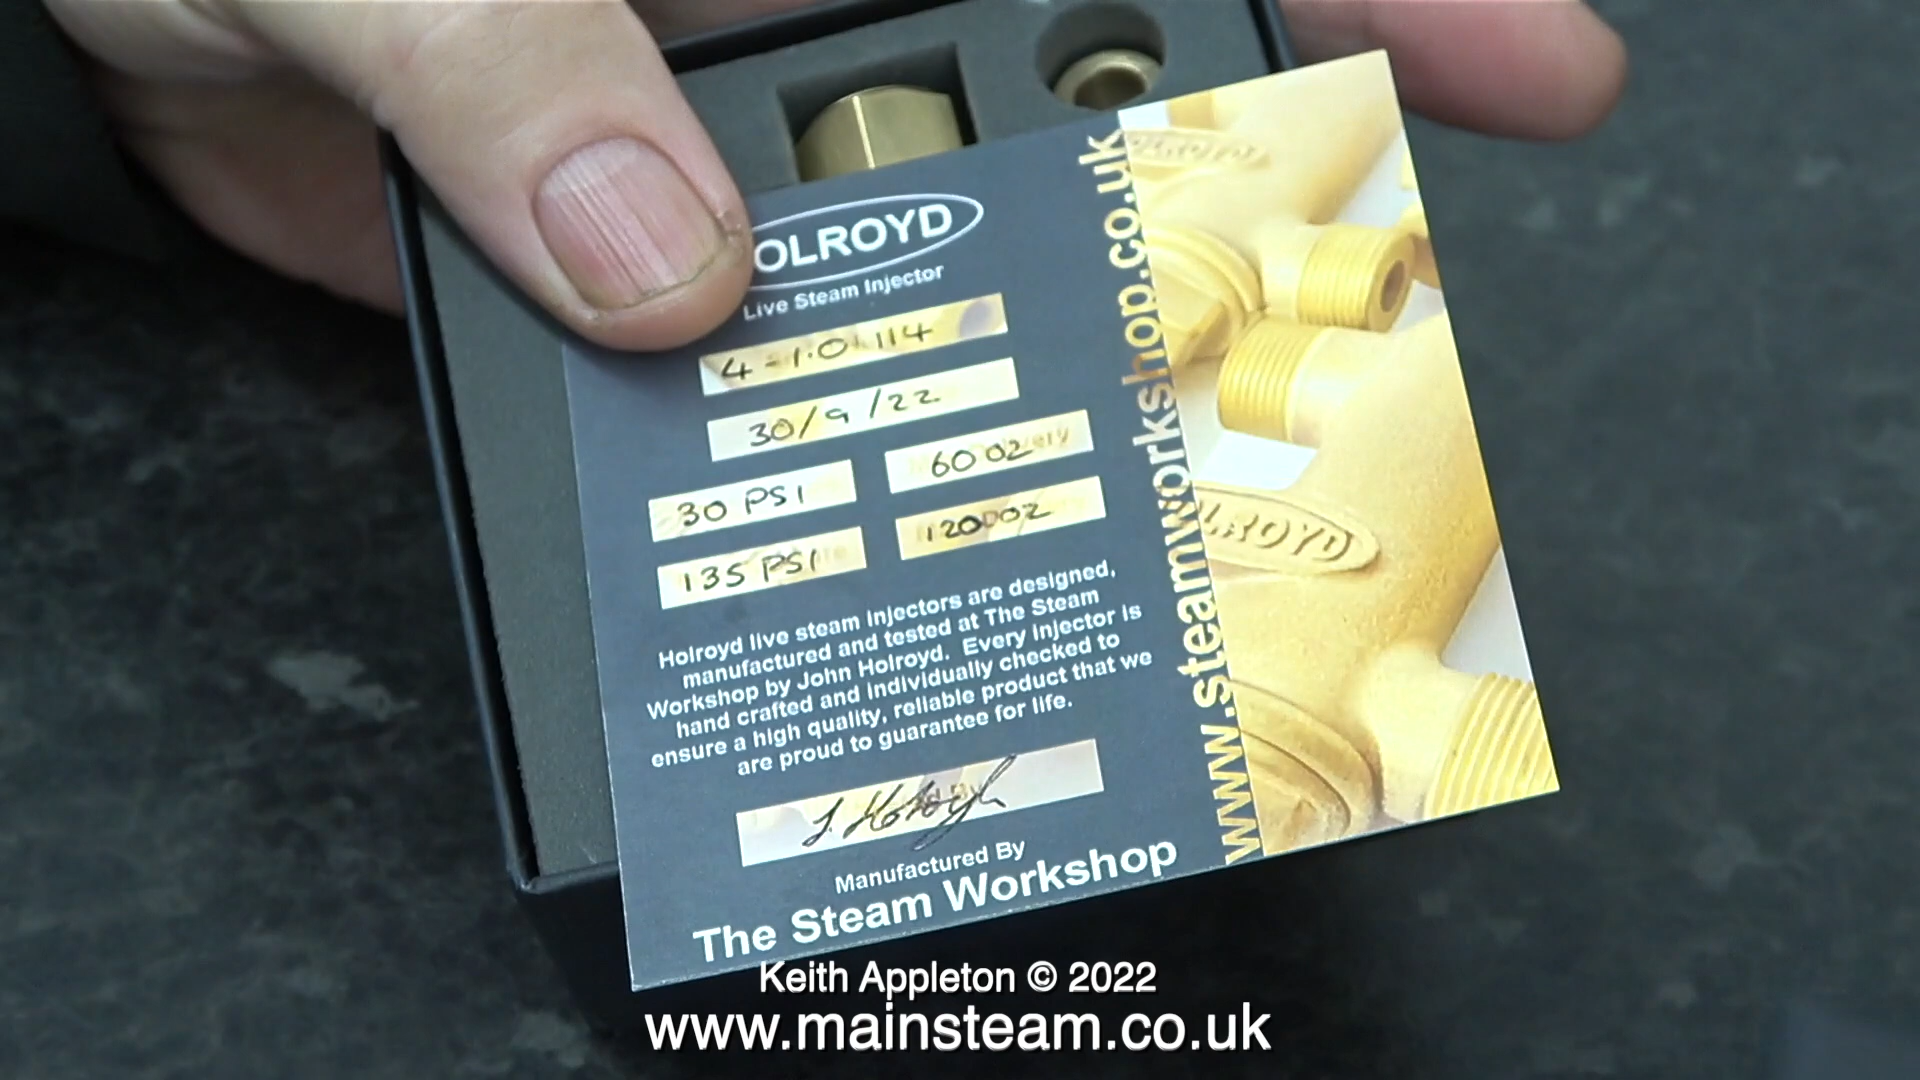 OLROYD
Live Steam Injector
4-1.0 114
30/9/22
30 PSI
60 OZ
135 PSI
120 OZ
Holroyd live steam injectors are designed,
manufactured and tested at The Steam
Workshop by John Holroyd. Every injector is
hand crafted and individually checked to
ensure a high quality, reliable product that we
are proud to guarantee for life.
J. Holroyd
Manufactured By
The Steam Workshop
www.steamworkshop.co.uk
HOLROYD
LROYD
Keith Appleton © 2022
www.mainsteam.co.uk